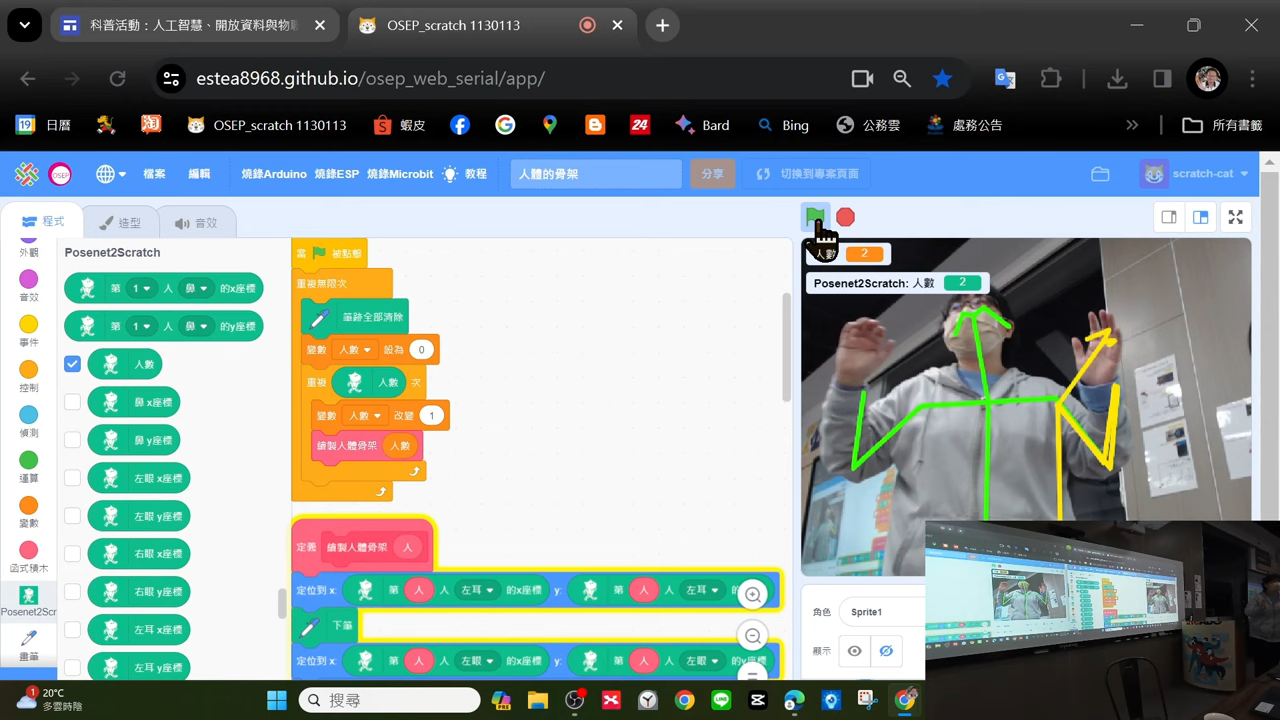 科普活動：人工智慧、開放資料與物聯
OSEP_scratch 1130113
estea8968.github.io/osep_web_serial/app/
19 日曆
淘
OSEP_scratch 1130113
蝦皮
24
Bard
Bing
公務雲
處務公告
所有書籤
OSEP
檔案
編輯
燒錄Arduino
燒錄ESP
燒錄Microbit
教程
人體的骨架
分享
切換到專案頁面
scratch-cat
程式
造型
音效
外觀
音效
事件
控制
偵測
運算
變數
函式積木
Posenet2Scr
畫筆
Posenet2Scratch
第 1 人 鼻 的x座標
第 1 人 鼻 的y座標
人數
鼻 x座標
鼻 y座標
左眼 x座標
左眼 y座標
右眼 x座標
右眼 y座標
左耳 x座標
左耳 y座標
當 被點擊
重複無限次
筆跡全部清除
變數 人數 設為 0
重複 人數 次
變數 人數 改變 1
繪製人體骨架 人數
定義 繪製人體骨架 人
定位到 x: 第 人 人 左耳 的x座標 y: 第 人 人 左耳 的
下筆
定位到 x: 第 人 人 左眼 的x座標 y: 第 人 人 左眼 的y座標
人數 2
Posenet2Scratch: 人數 2
角色 Sprite1
顯示
1
20°C
多雲時陰
搜尋